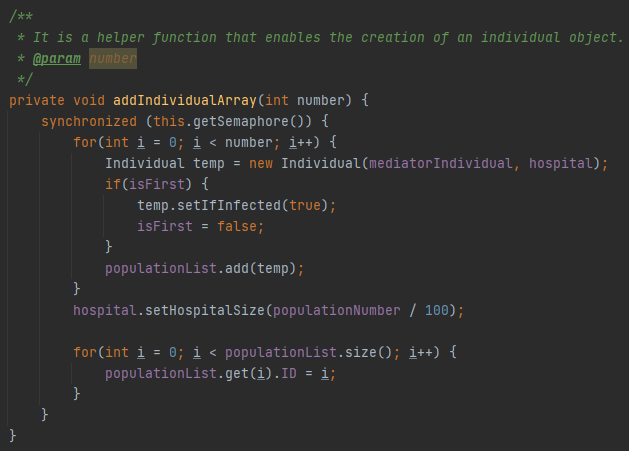 /**
 * It is a helper function that enables the creation of an individual object.
 * @param number
 */
private void addIndividualArray(int number) {
    synchronized (this.getSemaphore()) {
        for(int i = 0; i < number; i++) {
            Individual temp = new Individual(mediatorIndividual, hospital);
            if(isFirst) {
                temp.setIfInfected(true);
                isFirst = false;
            }
            populationList.add(temp);
        }
        hospital.setHospitalSize(populationNumber / 100);

        for(int i = 0; i < populationList.size(); i++) {
            populationList.get(i).ID = i;
        }
    }
}